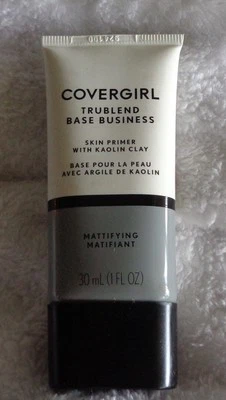 COVERGIRL
TRUBLEND
BASE BUSINESS
SKIN PRIMER
WITH KAOLIN CLAY
BASE POUR LA PEAU
AVEC ARGILE DE KAOLIN
MATTIFYING
MATIFIANT
30 mL (1 FL OZ)